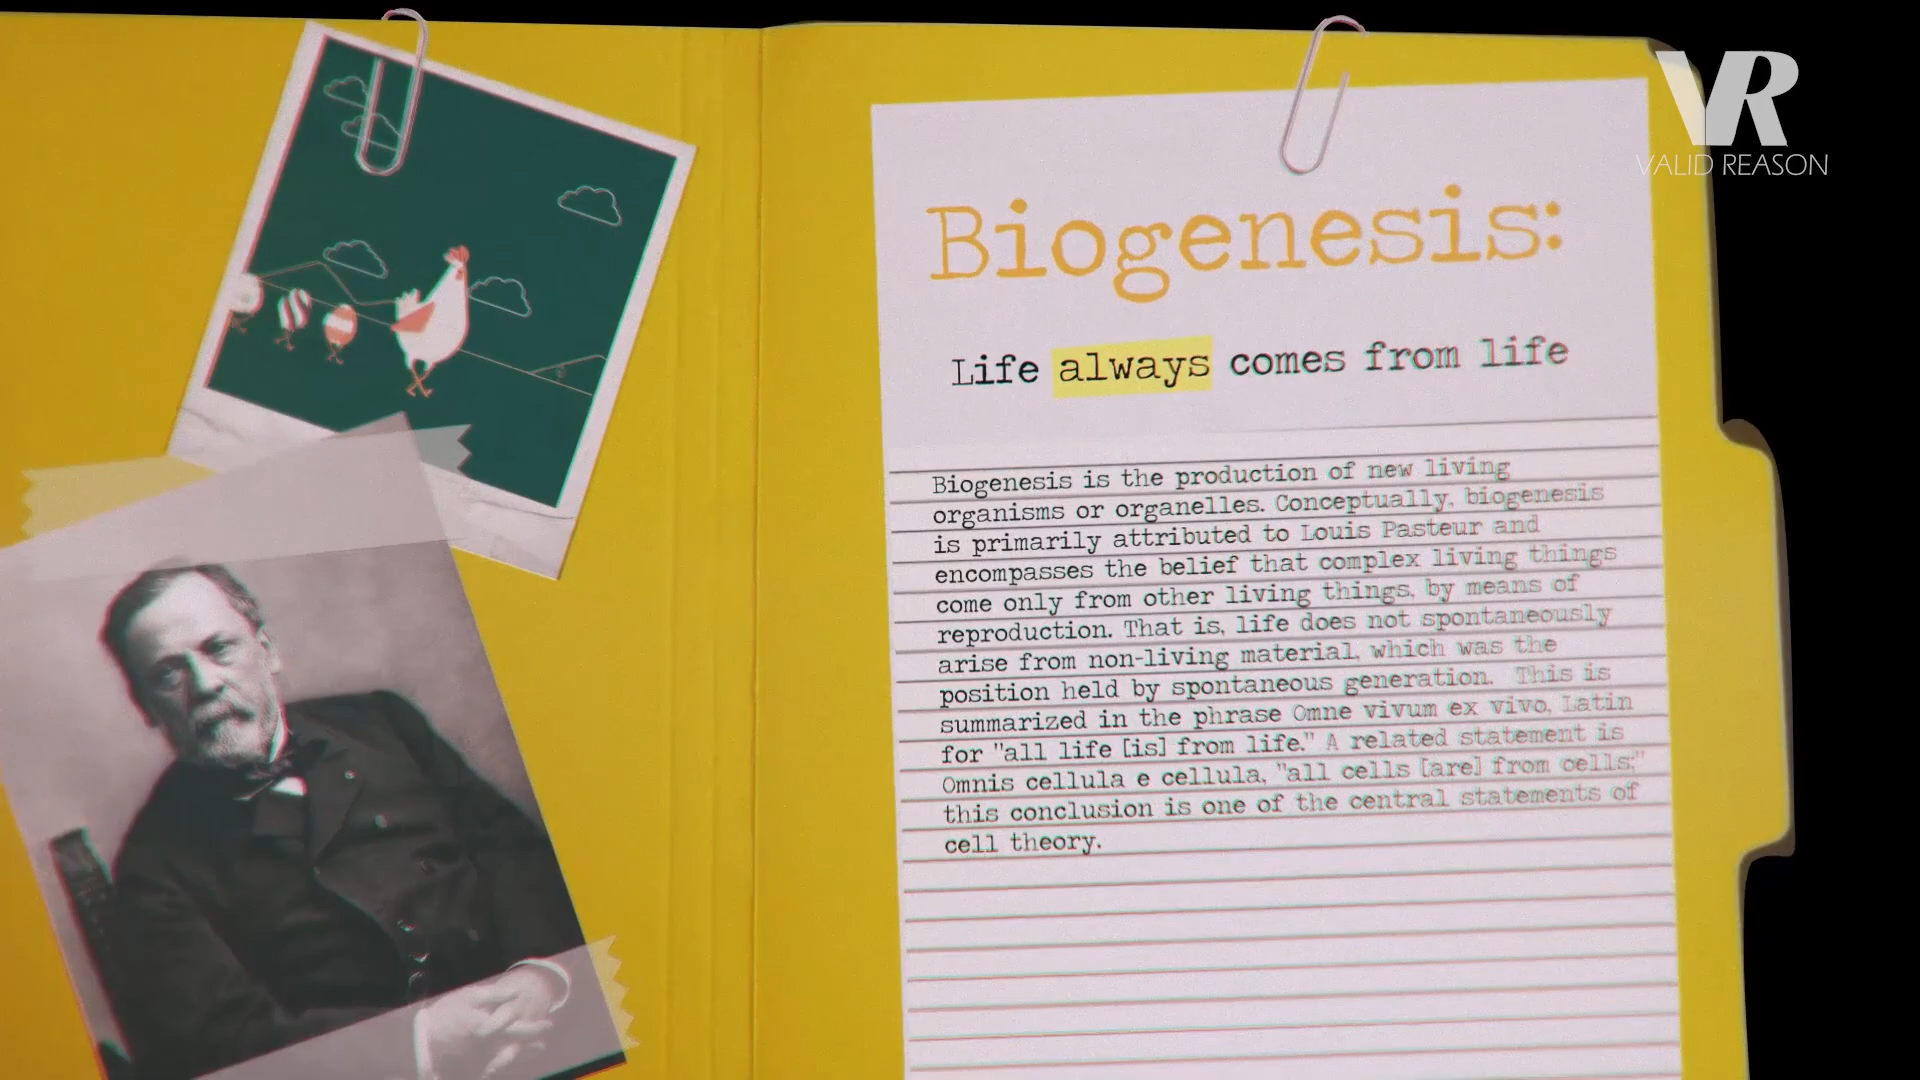 VR
VALID REASON
Biogenesis:
Life always comes from life
Biogenesis is the production of new living
organisms or organelles. Conceptually, biogenesis
is primarily attributed to Louis Pasteur and
encompasses the belief that complex living things
come only from other living things, by means of
reproduction. That is, life does not spontaneously
arise from non-living material, which was the
position held by spontaneous generation. This is
summarized in the phrase Omne vivum ex vivo, Latin
for "all life [is] from life." A related statement is
Omnis cellula e cellula, "all cells [are] from cells;"
this conclusion is one of the central statements of
cell theory.